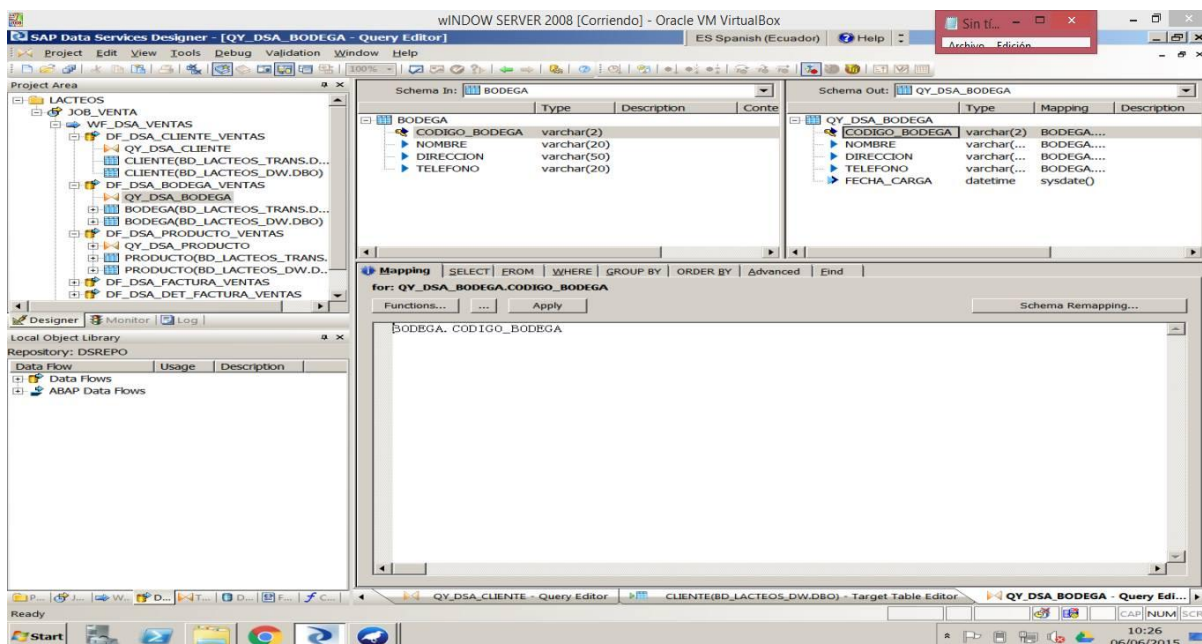 wINDOW SERVER 2008 [Corriendo] - Oracle VM VirtualBox
Sin tí...
Archivo Edición
SAP Data Services Designer - [QY_DSA_BODEGA - Query Editor]
ES Spanish (Ecuador) Help
Project Edit View Tools Debug Validation Window Help
100%
Project Area
LACTEOS
JOB_VENTA
WF_DSA_VENTAS
DF_DSA_CLIENTE_VENTAS
QY_DSA_CLIENTE
CLIENTE(BD_LACTEOS_TRANS.D...
CLIENTE(BD_LACTEOS_DW.DBO)
DF_DSA_BODEGA_VENTAS
QY_DSA_BODEGA
BODEGA(BD_LACTEOS_TRANS.D...
BODEGA(BD_LACTEOS_DW.DBO)
DF_DSA_PRODUCTO_VENTAS
QY_DSA_PRODUCTO
PRODUCTO(BD_LACTEOS_TRANS.
PRODUCTO(BD_LACTEOS_DW.D..
DF_DSA_FACTURA_VENTAS
DF_DSA_DET_FACTURA_VENTAS
Designer Monitor Log
Local Object Library
Repository: DSREPO
Data Flow Usage Description
Data Flows
ABAP Data Flows
P... J... W... D... T... D... F... C...
Schema In: BODEGA
Type Description Conte
BODEGA
CODIGO_BODEGA varchar(2)
NOMBRE varchar(20)
DIRECCION varchar(50)
TELEFONO varchar(20)
Schema Out: QY_DSA_BODEGA
Type Mapping Description
QY_DSA_BODEGA
CODIGO_BODEGA varchar(2) BODEGA....
NOMBRE varchar(... BODEGA....
DIRECCION varchar(... BODEGA....
TELEFONO varchar(... BODEGA....
FECHA_CARGA datetime sysdate()
Mapping SELECT FROM WHERE GROUP BY ORDER BY Advanced Find
for: QY_DSA_BODEGA.CODIGO_BODEGA
Functions... ... Apply Schema Remapping...
BODEGA. CODIGO_BODEGA
QY_DSA_CLIENTE - Query Editor CLIENTE(BD_LACTEOS_DW.DBO) - Target Table Editor QY_DSA_BODEGA - Query Edi...
Ready
CAP NUM SCR
Start
10:26
06/06/2015